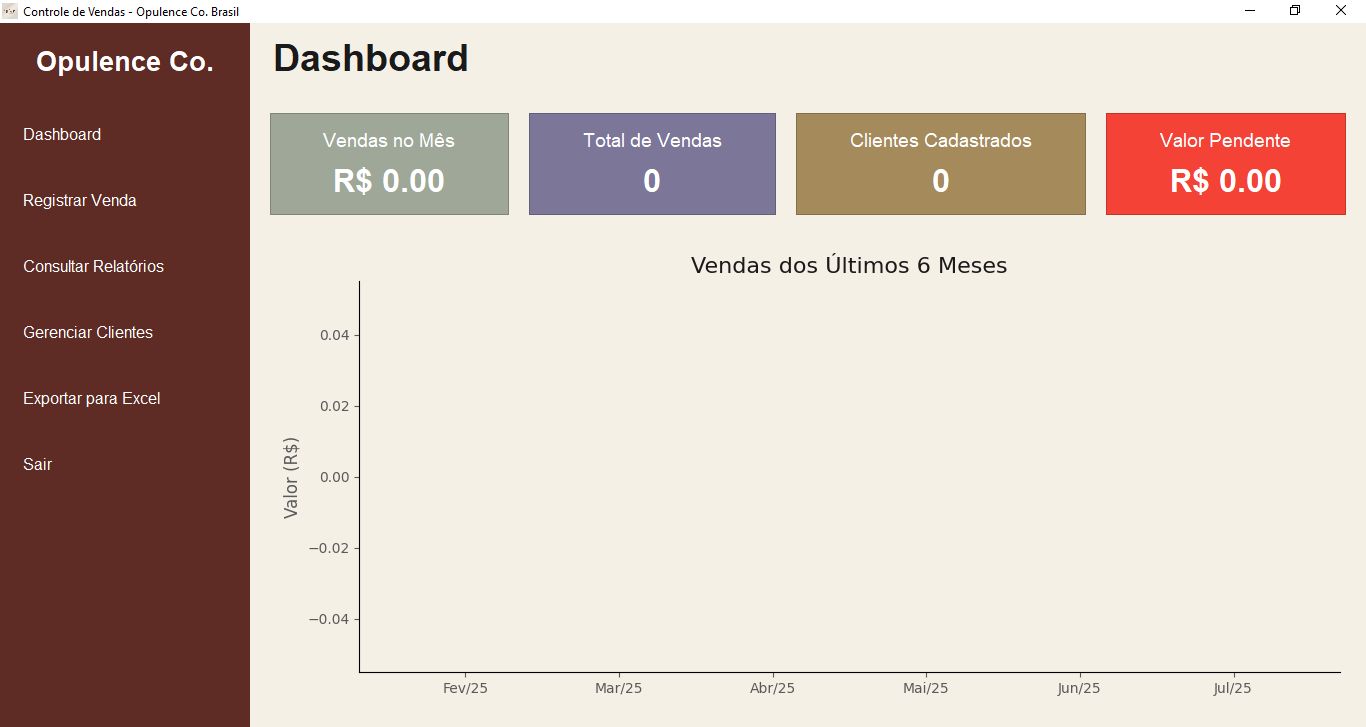 Controle de Vendas - Opulence Co. Brasil
Opulence Co.
Dashboard
Registrar Venda
Consultar Relatórios
Gerenciar Clientes
Exportar para Excel
Sair
Dashboard
Vendas no Mês
R$ 0.00
Total de Vendas
0
Clientes Cadastrados
0
Valor Pendente
R$ 0.00
Vendas dos Últimos 6 Meses
Valor (R$)
0.04
0.02
0.00
−0.02
−0.04
Fev/25 Mar/25 Abr/25 Mai/25 Jun/25 Jul/25